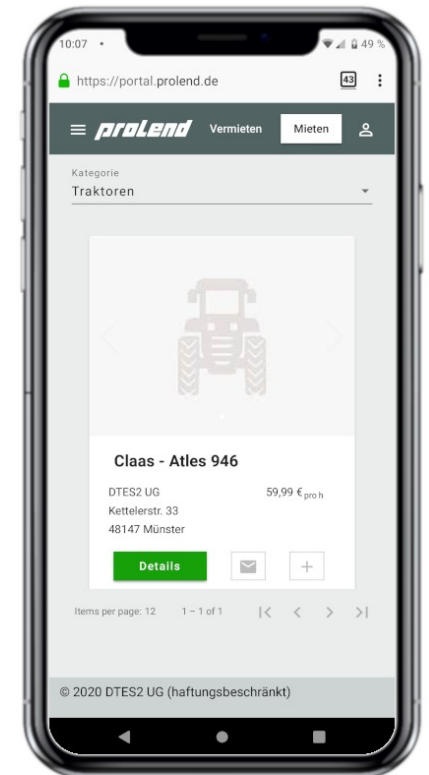 10:07
49 %
https://portal.prolend.de
43
prolend Vermieten Mieten
Kategorie
Traktoren
Claas - Atles 946
DTES2 UG 59,99 € pro h
Kettelerstr. 33
48147 Münster
Details
Items per page: 12 1 – 1 of 1
© 2020 DTES2 UG (haftungsbeschränkt)